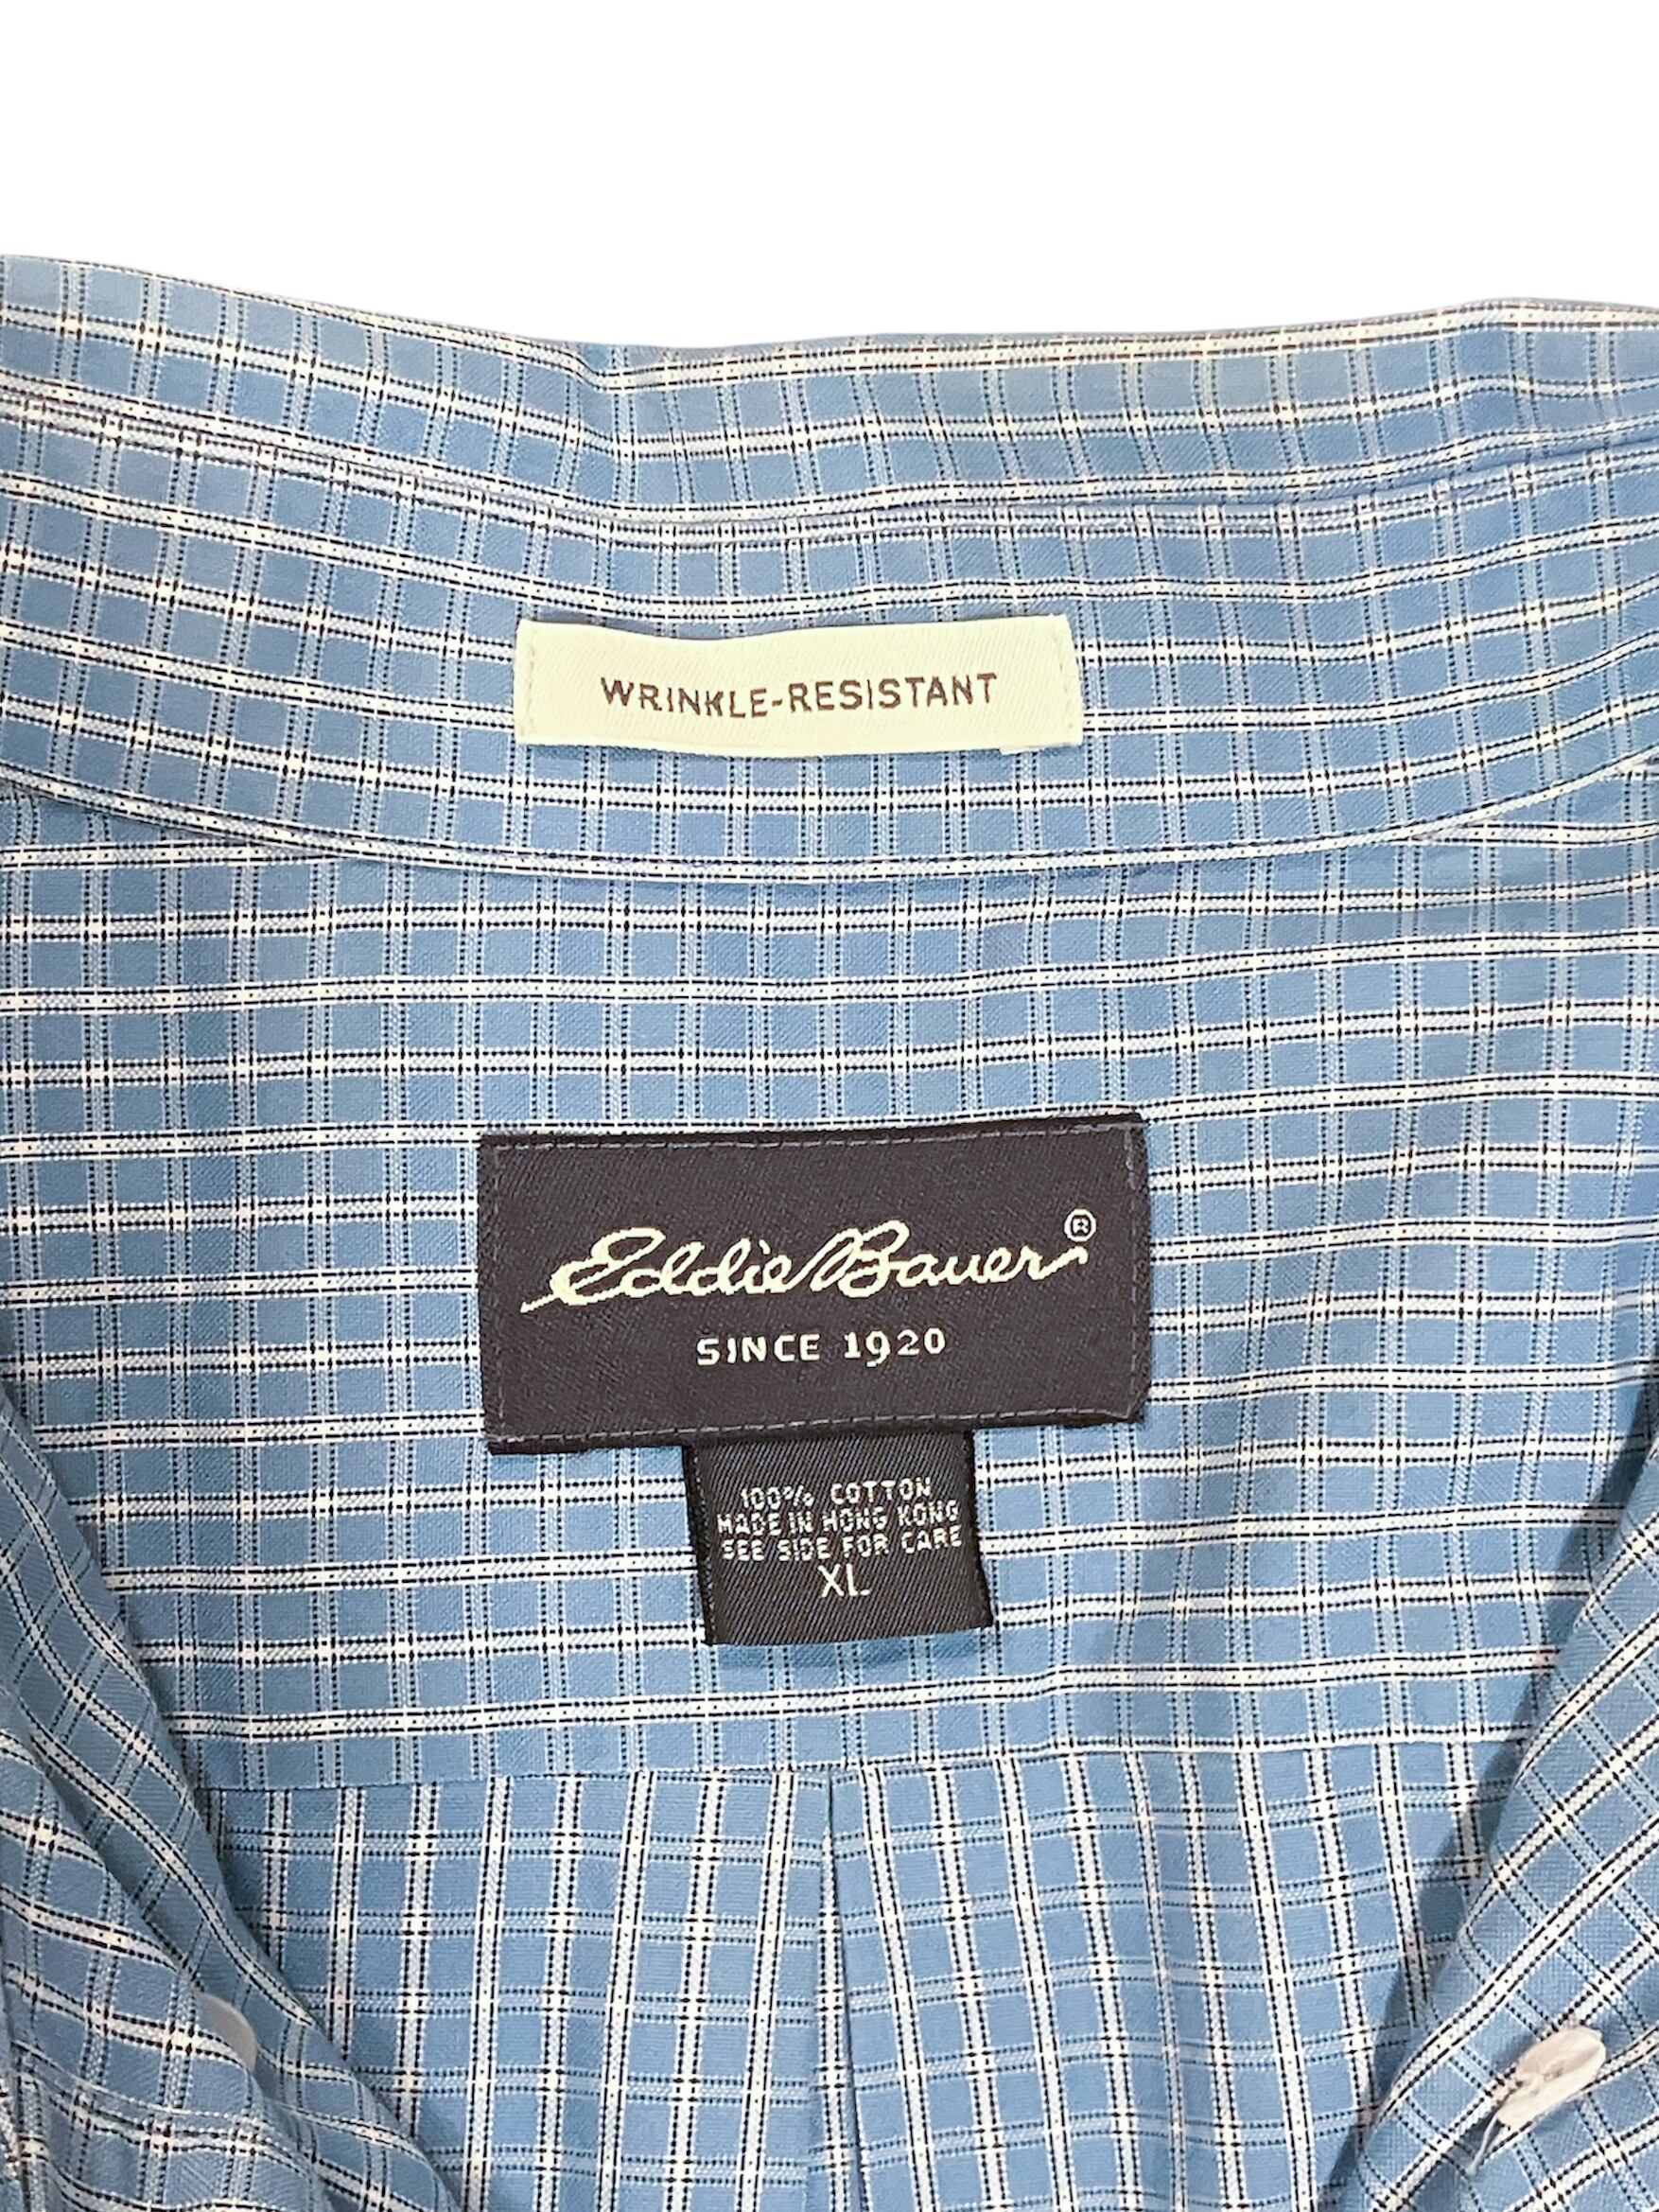 WRINKLE-RESISTANT
Eddie Bauer®
SINCE 1920
100% COTTON
MADE IN HONG KONG
SEE SIDE FOR CARE
XL